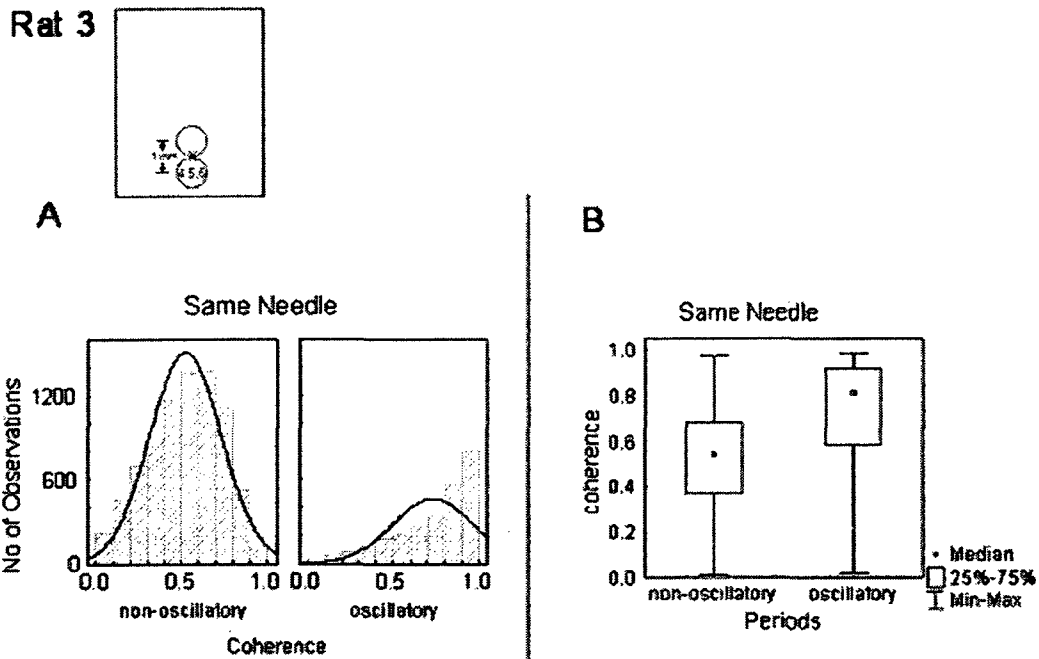 Rat 3
1 mm
A
B
Same Needle
Same Needle
No of Observations
1200
600
0
0.0 0.5 1.0
0.0 0.5 1.0
non-oscillatory
oscillatory
Coherence
coherence
1.0
0.8
0.6
0.4
0.2
0.0
non-oscillatory oscillatory
Periods
Median
25%-75%
Min-Max